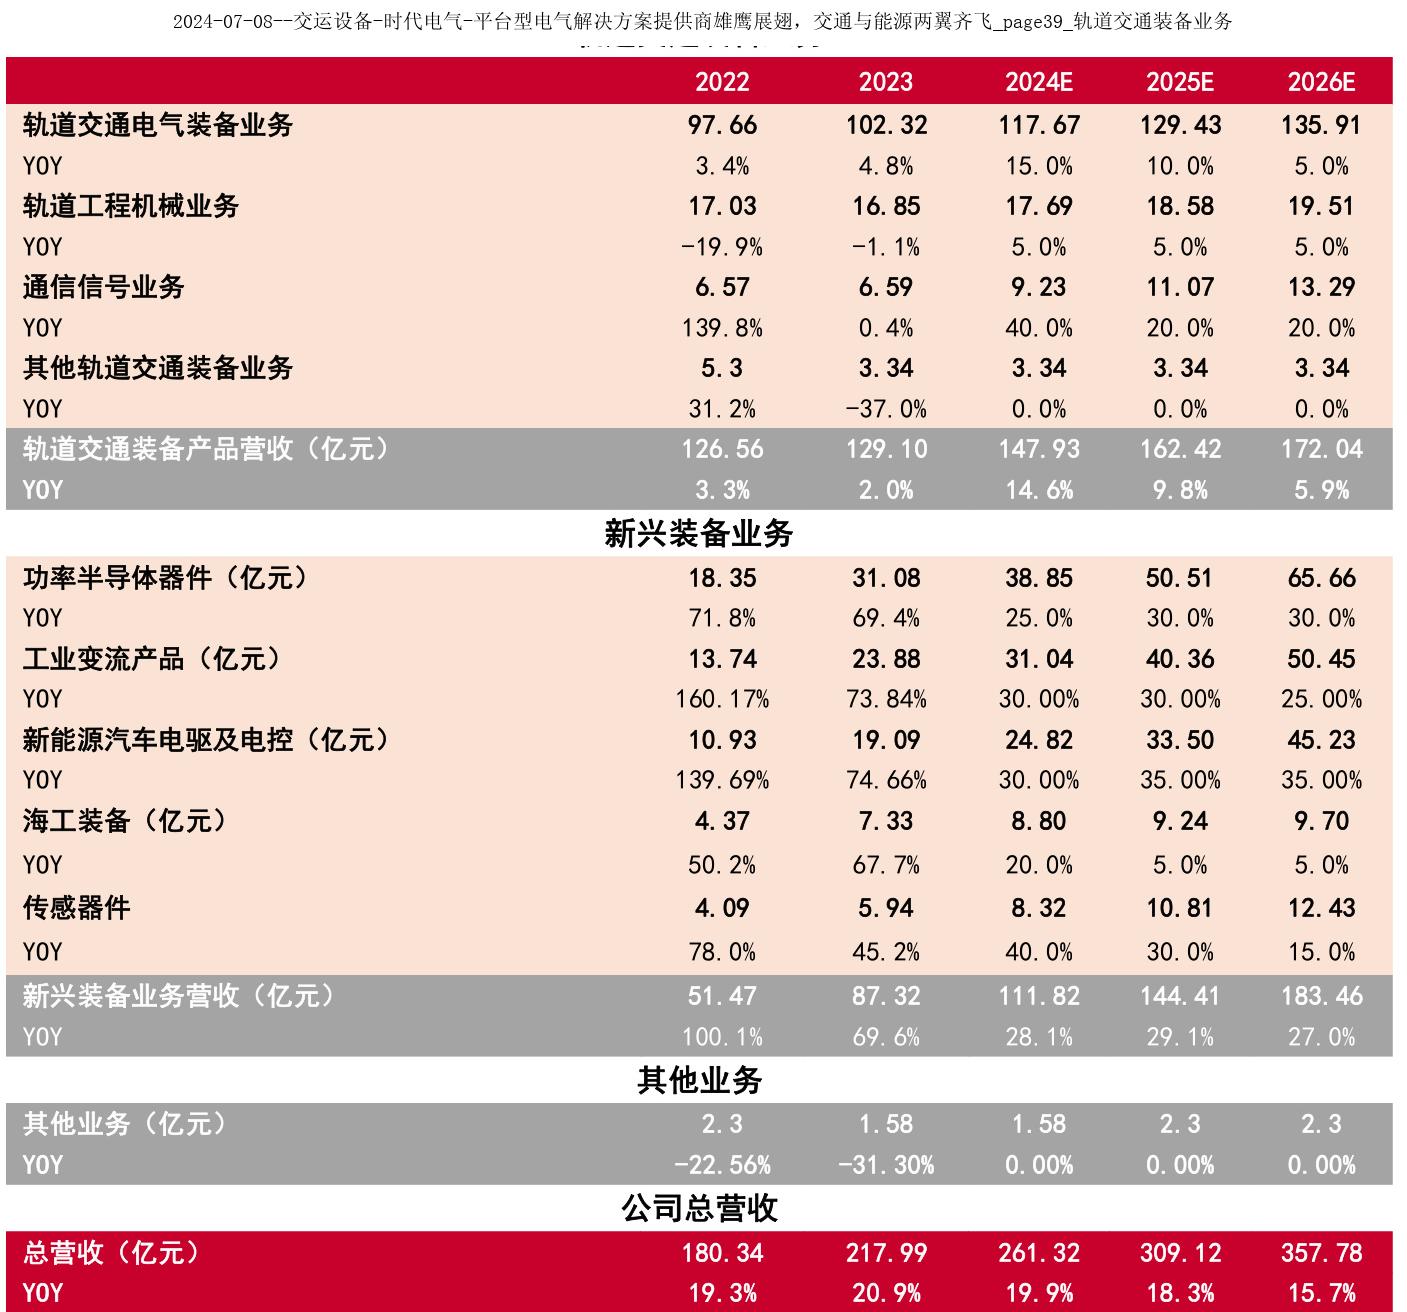 2024-07-08--交运设备-时代电气-平台型电气解决方案提供商雄鹰展翅，交通与能源两翼齐飞_page39_轨道交通装备业务
2022 2023 2024E 2025E 2026E
轨道交通电气装备业务 97.66 102.32 117.67 129.43 135.91
YOY 3.4% 4.8% 15.0% 10.0% 5.0%
轨道工程机械业务 17.03 16.85 17.69 18.58 19.51
YOY -19.9% -1.1% 5.0% 5.0% 5.0%
通信信号业务 6.57 6.59 9.23 11.07 13.29
YOY 139.8% 0.4% 40.0% 20.0% 20.0%
其他轨道交通装备业务 5.3 3.34 3.34 3.34 3.34
YOY 31.2% -37.0% 0.0% 0.0% 0.0%
轨道交通装备产品营收（亿元） 126.56 129.10 147.93 162.42 172.04
YOY 3.3% 2.0% 14.6% 9.8% 5.9%
新兴装备业务
功率半导体器件（亿元） 18.35 31.08 38.85 50.51 65.66
YOY 71.8% 69.4% 25.0% 30.0% 30.0%
工业变流产品（亿元） 13.74 23.88 31.04 40.36 50.45
YOY 160.17% 73.84% 30.00% 30.00% 25.00%
新能源汽车电驱及电控（亿元） 10.93 19.09 24.82 33.50 45.23
YOY 139.69% 74.66% 30.00% 35.00% 35.00%
海工装备（亿元） 4.37 7.33 8.80 9.24 9.70
YOY 50.2% 67.7% 20.0% 5.0% 5.0%
传感器件 4.09 5.94 8.32 10.81 12.43
YOY 78.0% 45.2% 40.0% 30.0% 15.0%
新兴装备业务营收（亿元） 51.47 87.32 111.82 144.41 183.46
YOY 100.1% 69.6% 28.1% 29.1% 27.0%
其他业务
其他业务（亿元） 2.3 1.58 1.58 2.3 2.3
YOY -22.56% -31.30% 0.00% 0.00% 0.00%
公司总营收
总营收（亿元） 180.34 217.99 261.32 309.12 357.78
YOY 19.3% 20.9% 19.9% 18.3% 15.7%